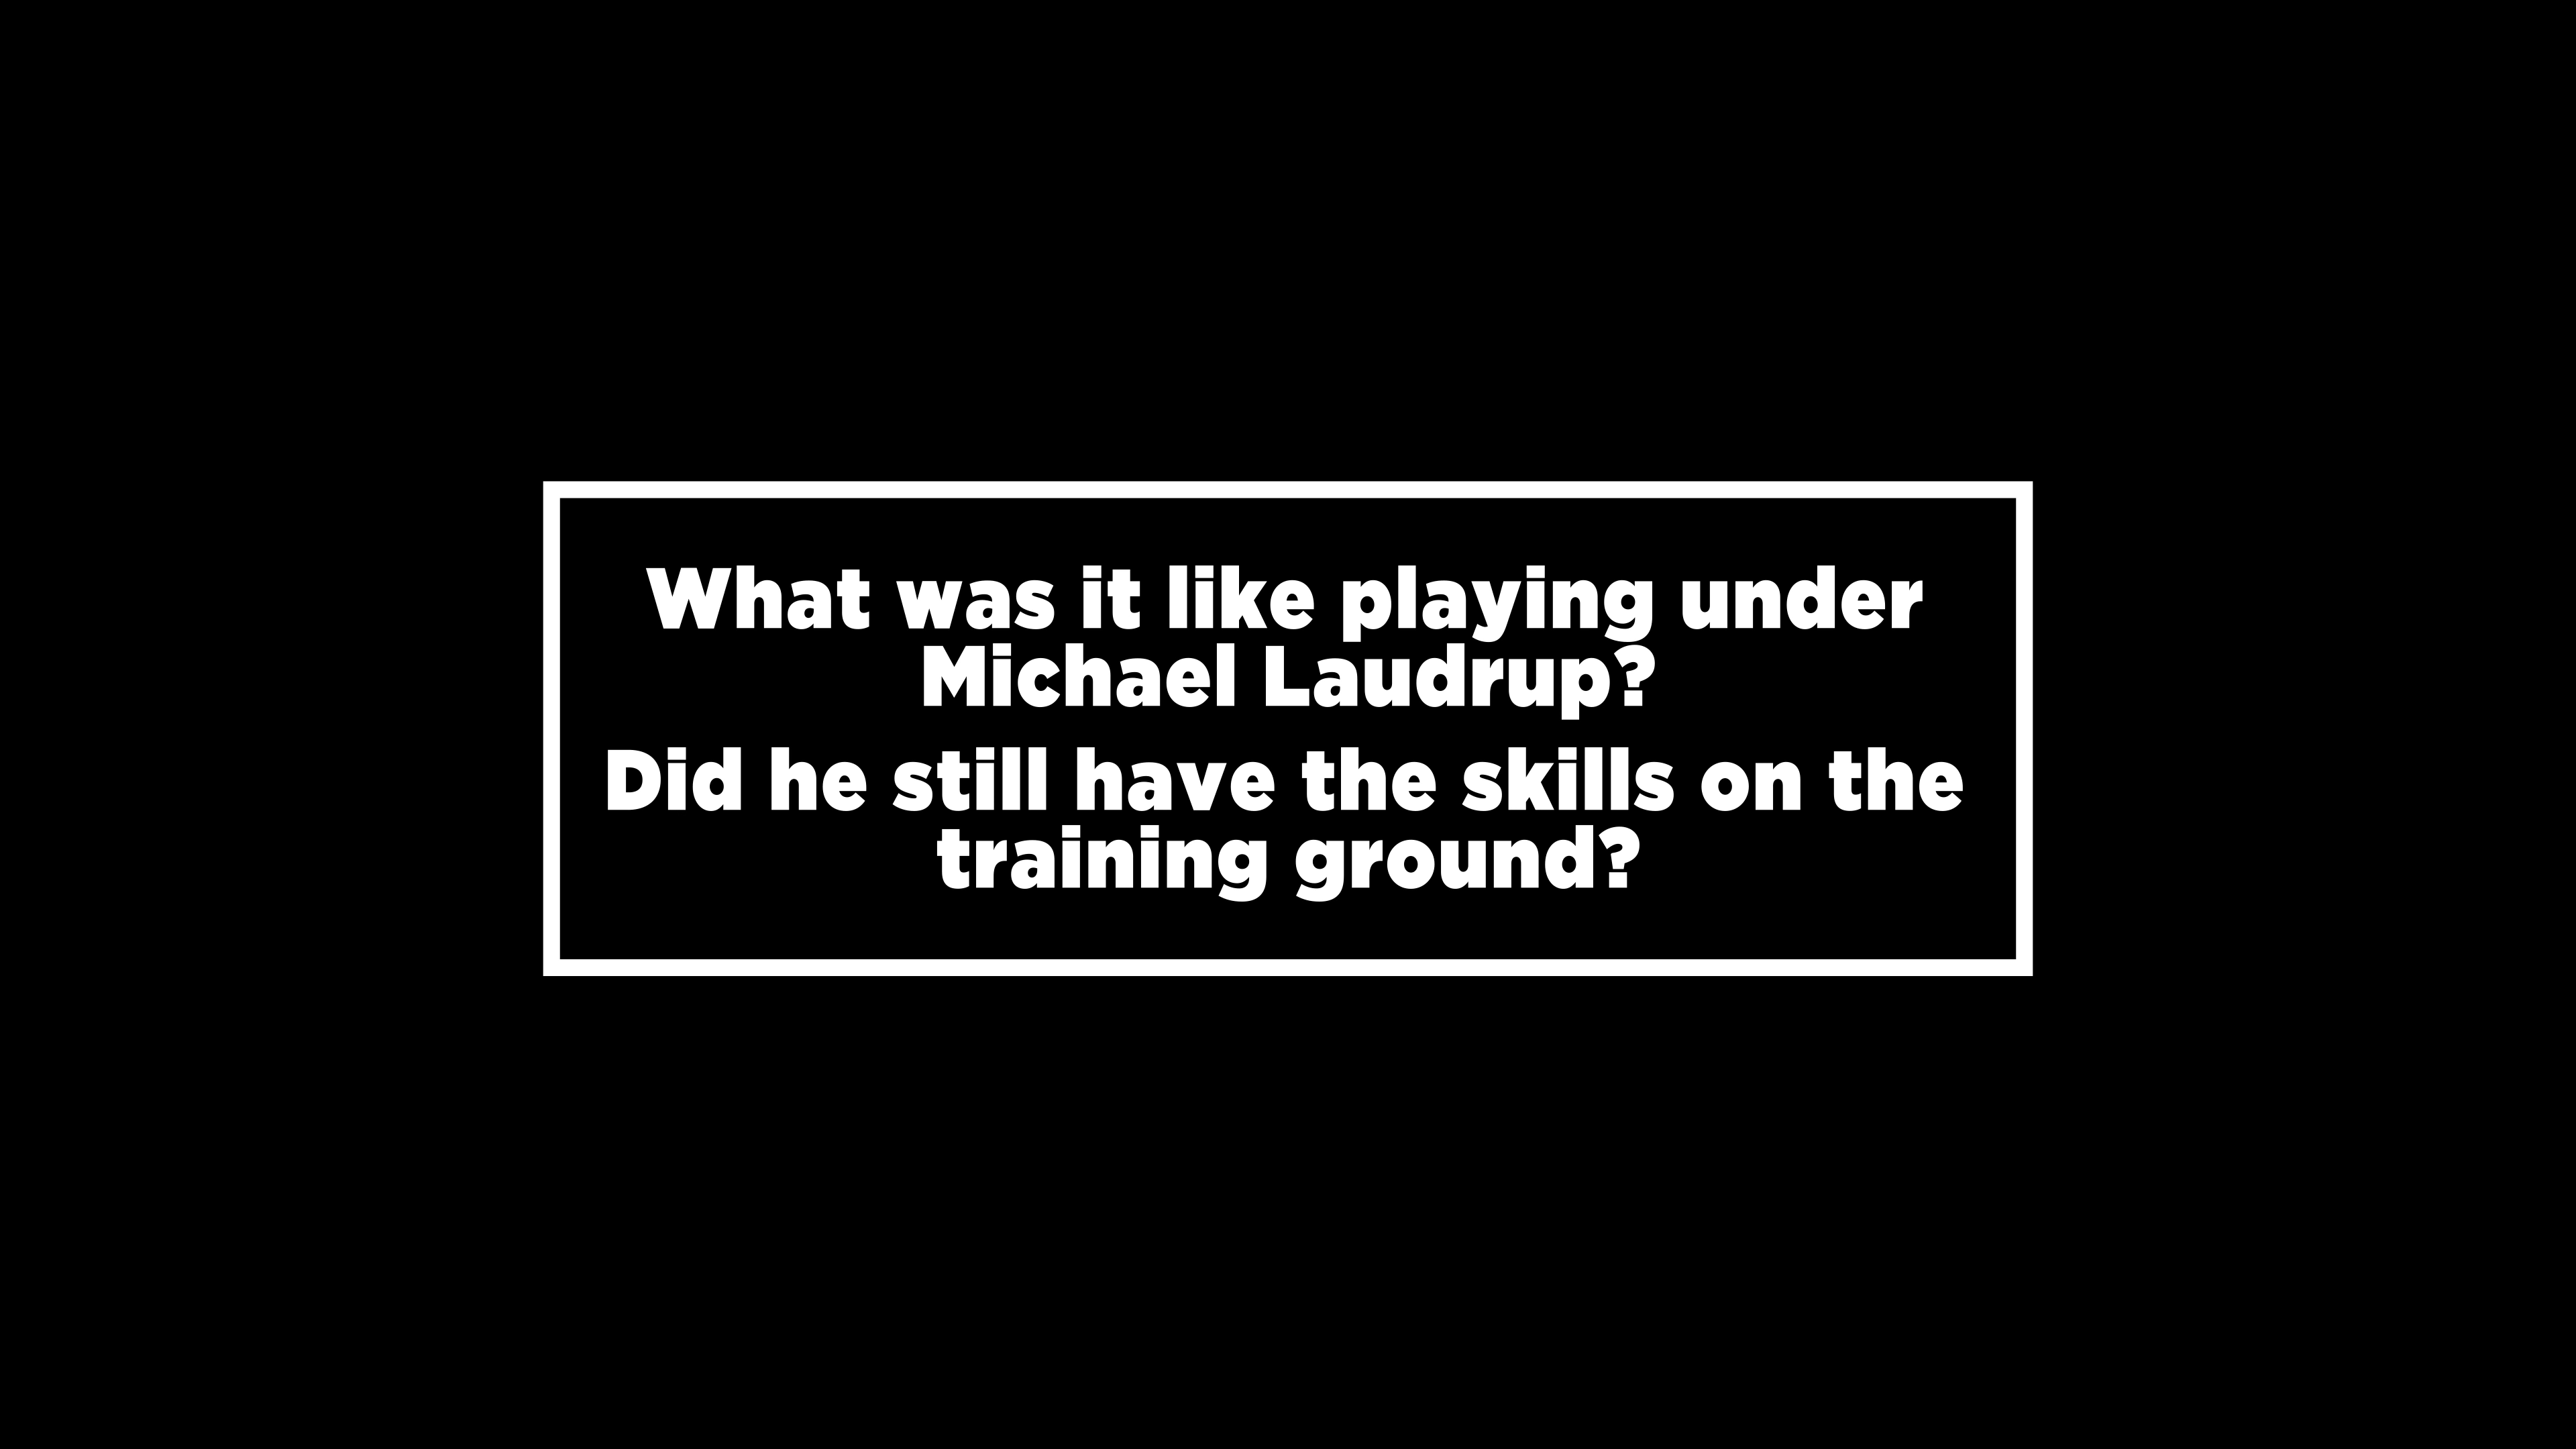 What was it like playing under
Michael Laudrup?
Did he still have the skills on the
training ground?